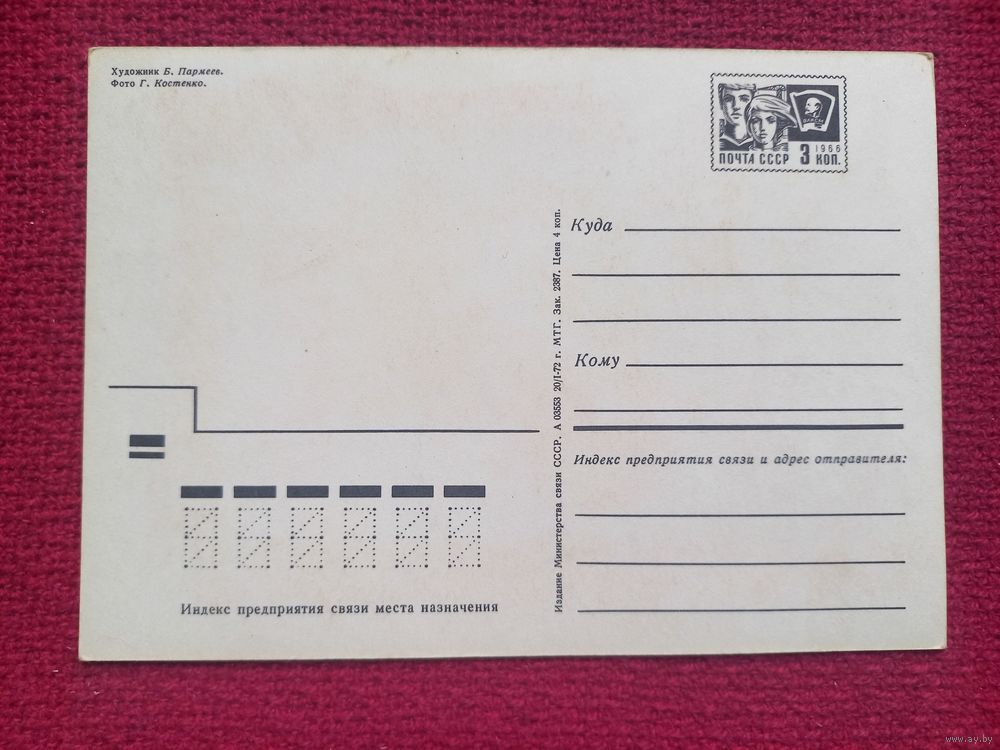 Художник Б. Пармеев.
Фото Г. Костенко.
ВЛКСМ
1966
ПОЧТА СССР 3 КОП.
Куда
Кому
Индекс предприятия связи и адрес отправителя:
Издание Министерства связи СССР. А 03553 20/I-72 г. МТГ. Зак. 2387. Цена 4 коп.
Индекс предприятия связи места назначения
www.ay.by